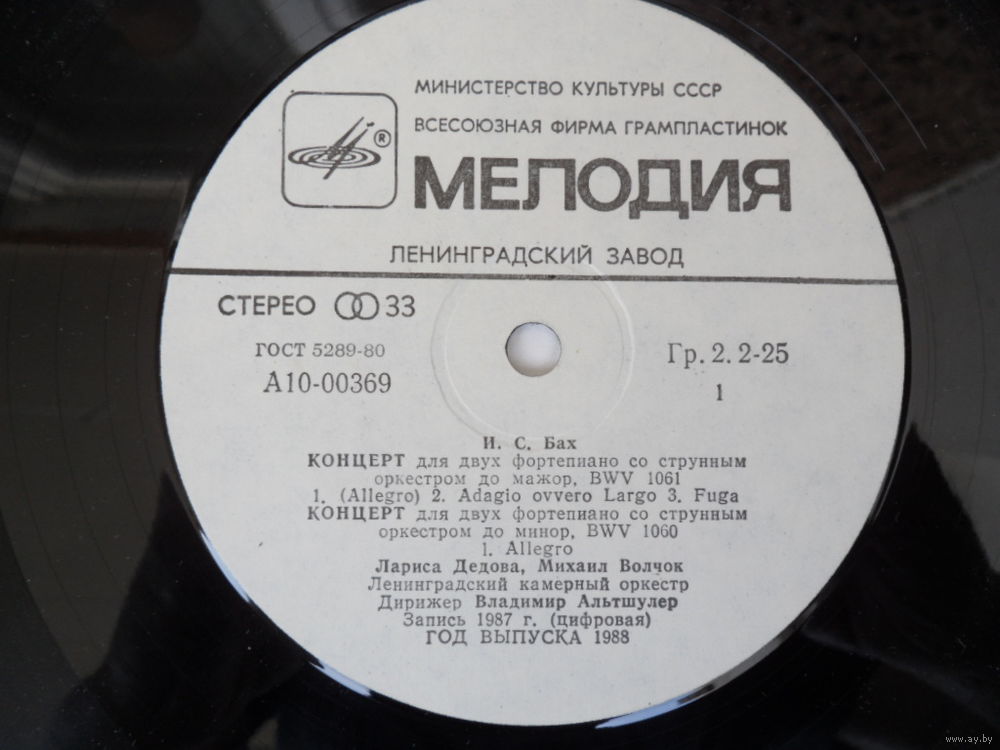 МИНИСТЕРСТВО КУЛЬТУРЫ СССР
ВСЕСОЮЗНАЯ ФИРМА ГРАМПЛАСТИНОК
®
МЕЛОДИЯ
ЛЕНИНГРАДСКИЙ ЗАВОД
СТЕРЕО 33
ГОСТ 5289-80
Гр. 2. 2-25
А10-00369
1
И. С. Бах
КОНЦЕРТ для двух фортепиано со струнным
оркестром до мажор, BWV 1061
1. (Allegro) 2. Adagio ovvero Largo 3. Fuga
КОНЦЕРТ для двух фортепиано со струнным
оркестром до минор, BWV 1060
1. Allegro
Лариса Дедова, Михаил Волчок
Ленинградский камерный оркестр
Дирижер Владимир Альтшулер
Запись 1987 г. (цифровая)
ГОД ВЫПУСКА 1988
www.ay.by